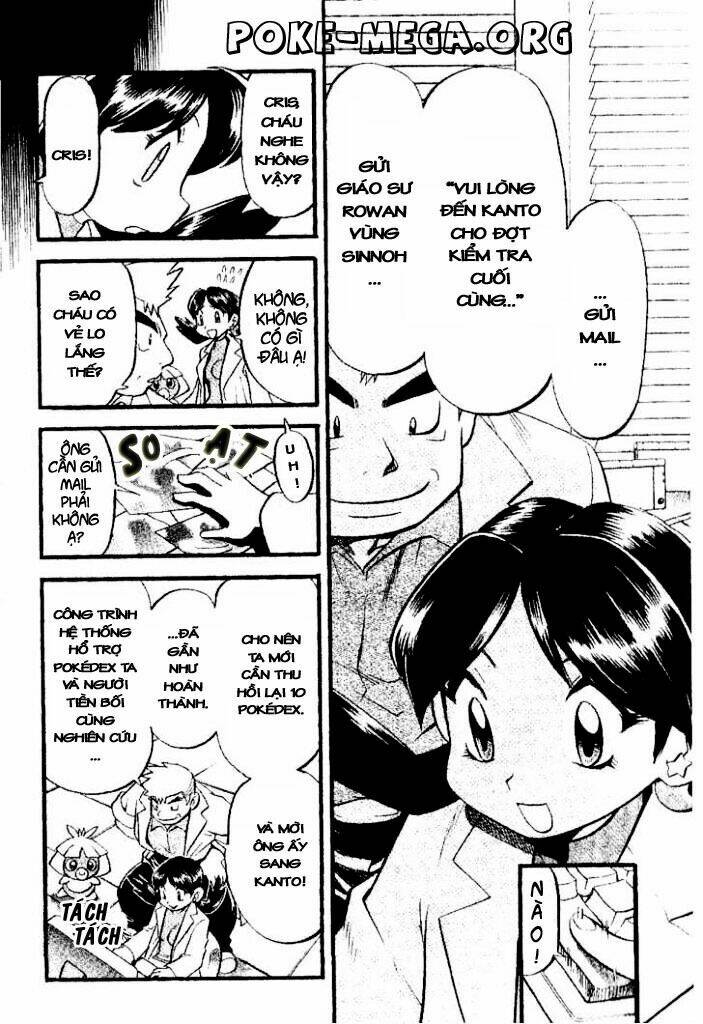 POKE-MEGA.ORG
...
GỬI
MAIL
...
"VUI LÒNG
ĐẾN KANTO
CHO ĐỢT
KIỂM TRA
CUỐI
CÙNG..."
GỬI
GIÁO SƯ
ROWAN
VÙNG
SINNOH
...
NÀO!
CRIS, CHÁU
NGHE
KHÔNG
VẬY?
CRIS!
KHÔNG,
KHÔNG
CÓ GÌ
ĐÂU Ạ!
SAO
CHÁU CÓ
VẺ LO
LẮNG
THẾ?
UH!
SOẠT
ÔNG
CẦN GỬI
MAIL
PHẢI
KHÔNG
Ạ?
CHO NÊN
TA MỚI
CẦN THU
HỒI LẠI 10
POKÉDEX.
...ĐÃ
GẦN
NHƯ
HOÀN
THÀNH.
CÔNG TRÌNH
HỆ THỐNG
HỔ TRỢ
POKÉDEX TA
VÀ NGƯỜI
TIỀN BỐI
CÙNG
NGHIÊN CỨU
...
VÀ MỜI
ÔNG ẤY
SANG
KANTO!
TÁCH
TÁCH